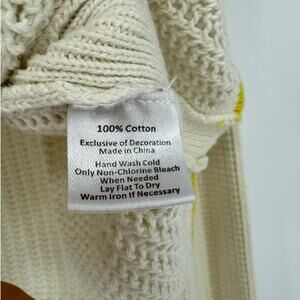 100% Cotton
Exclusive of Decoration
Made in China
Hand Wash Cold
Only Non-Chlorine Bleach
When Needed
Lay Flat To Dry
Warm Iron If Necessary